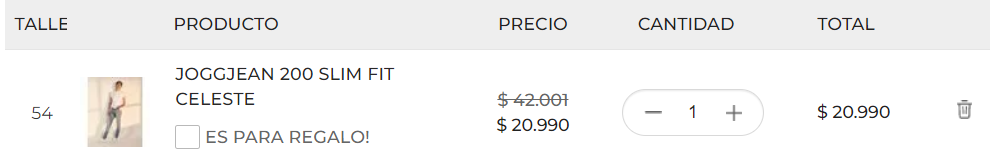 TALLE PRODUCTO PRECIO CANTIDAD TOTAL
JOGGJEAN 200 SLIM FIT
CELESTE
54
$ 42.001
$ 20.990
1
$ 20.990
ES PARA REGALO!